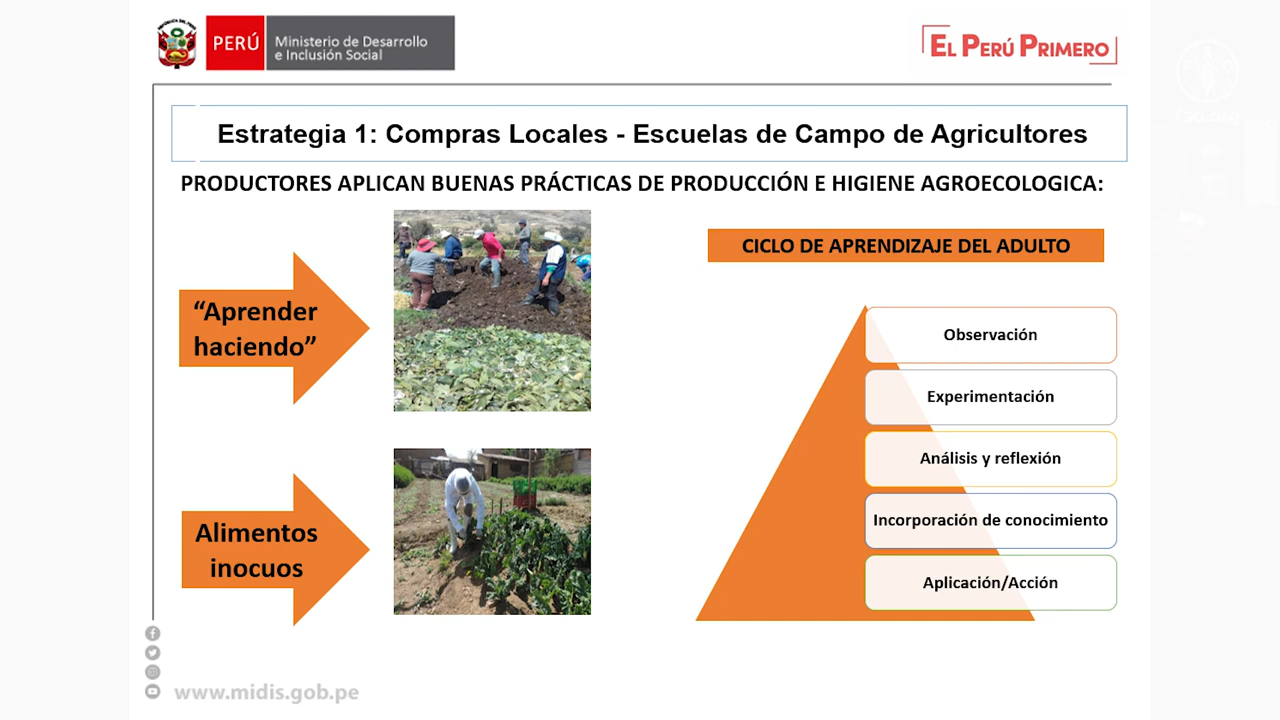 PERÚ
Ministerio de Desarrollo
e Inclusión Social
EL PERÚ PRIMERO
Estrategia 1: Compras Locales - Escuelas de Campo de Agricultores
PRODUCTORES APLICAN BUENAS PRÁCTICAS DE PRODUCCIÓN E HIGIENE AGROECOLOGICA:
“Aprender
haciendo”
Alimentos
inocuos
CICLO DE APRENDIZAJE DEL ADULTO
Observación
Experimentación
Análisis y reflexión
Incorporación de conocimiento
Aplicación/Acción
www.midis.gob.pe